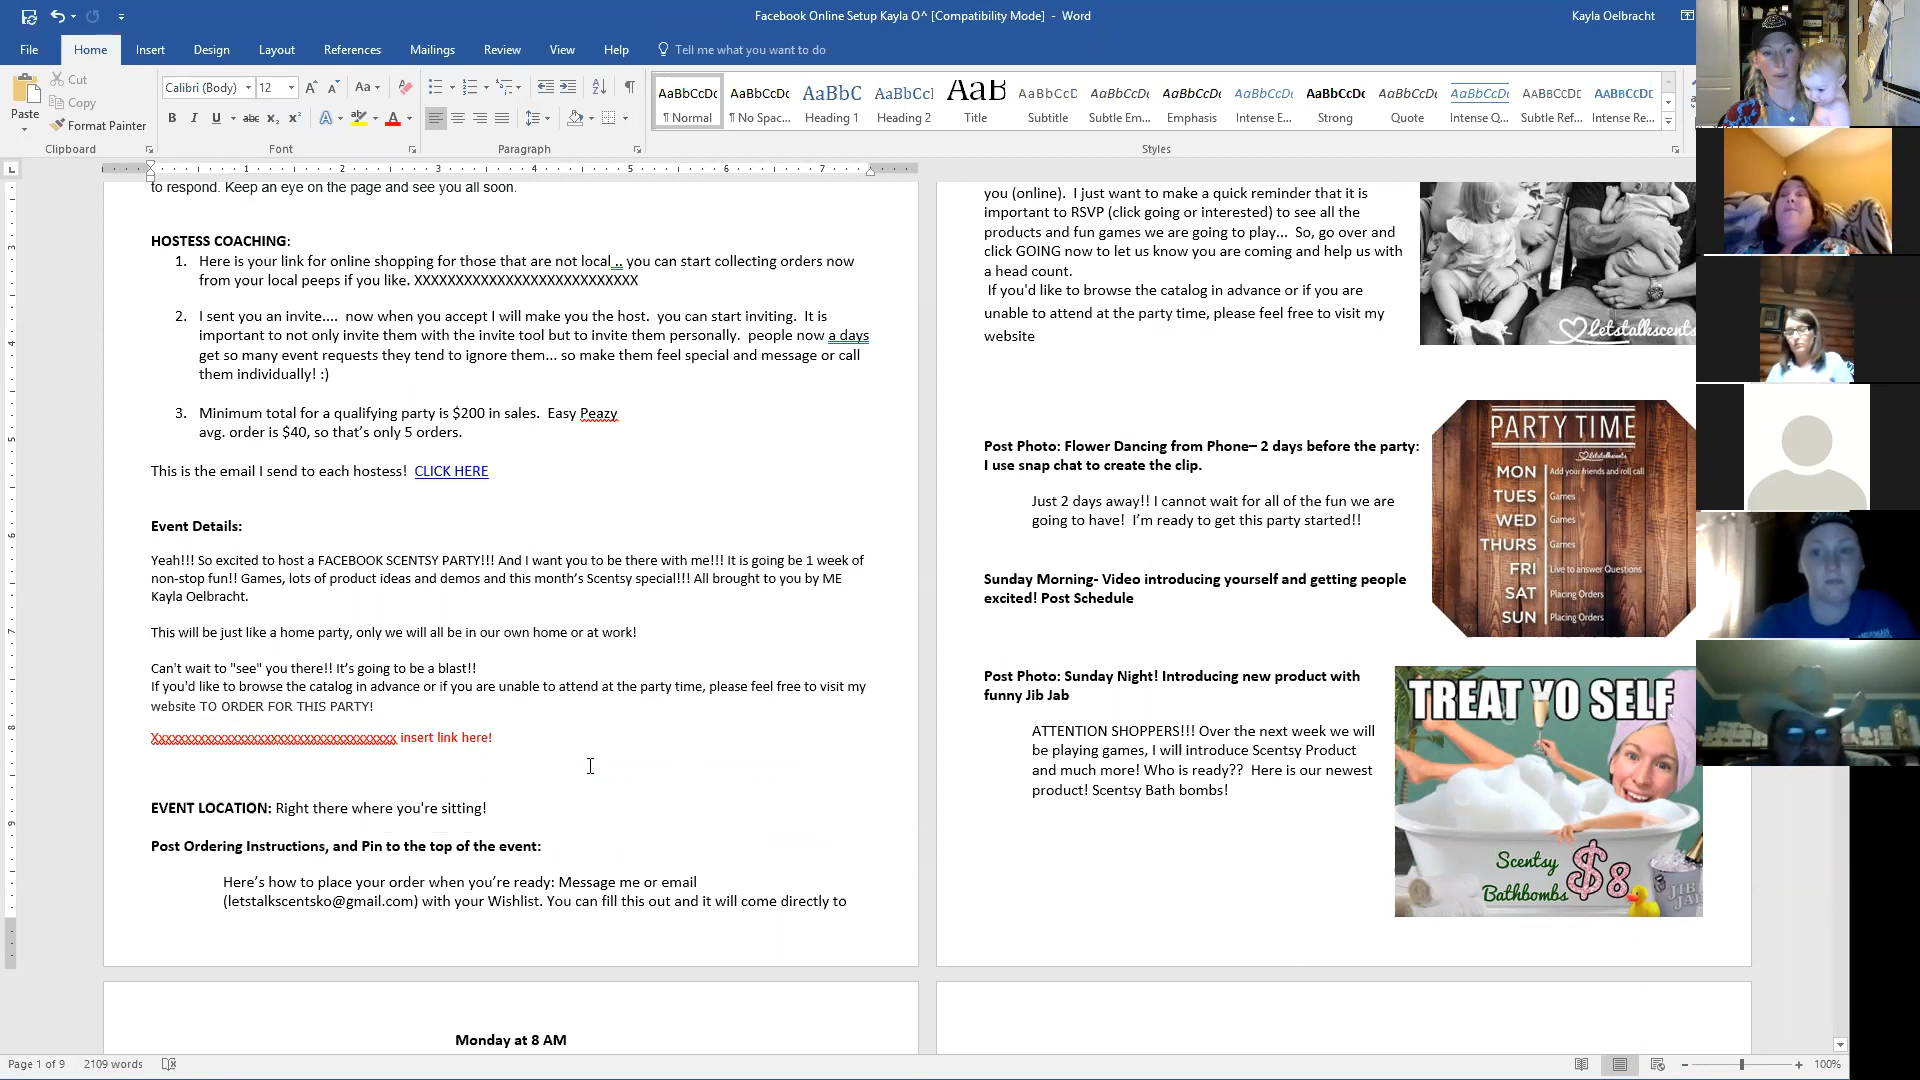 Facebook Online Setup Kayla O^ [Compatibility Mode] - Word
Kayla Oelbracht
File Home Insert Design Layout References Mailings Review View Help Tell me what you want to do
Cut
Copy
Paste
Format Painter
Calibri (Body) 12
AaBbCcDc AaBbCcDc AaBbC AaBbCcI AaB AaBbCcD AaBbCcDc AaBbCcDc AaBbCcDc AaBbCcDc AaBbCcDc AaBbCcDc AABBCCDC AABBCCDC
¶ Normal ¶ No Spac... Heading 1 Heading 2 Title Subtitle Subtle Em... Emphasis Intense E... Strong Quote Intense Q... Subtle Ref... Intense Re...
Clipboard Font Paragraph Styles
1 2 3 4 5 6 7
to respond. Keep an eye on the page and see you all soon.
HOSTESS COACHING:
1. Here is your link for online shopping for those that are not local .. you can start collecting orders now
from your local peeps if you like. XXXXXXXXXXXXXXXXXXXXXXXXXXX
2. I sent you an invite.... now when you accept I will make you the host. you can start inviting. It is
important to not only invite them with the invite tool but to invite them personally. people now a days
get so many event requests they tend to ignore them... so make them feel special and message or call
them individually! :)
3. Minimum total for a qualifying party is $200 in sales. Easy Peazy
avg. order is $40, so that's only 5 orders.
This is the email I send to each hostess! CLICK HERE
Event Details:
Yeah!!! So excited to host a FACEBOOK SCENTSY PARTY!!! And I want you to be there with me!!! It is going be 1 week of
non-stop fun!! Games, lots of product ideas and demos and this month's Scentsy special!!! All brought to you by ME
Kayla Oelbracht.
This will be just like a home party, only we will all be in our own home or at work!
Can't wait to "see" you there!! It's going to be a blast!!
If you'd like to browse the catalog in advance or if you are unable to attend at the party time, please feel free to visit my
website TO ORDER FOR THIS PARTY!
Xxxxxxxxxxxxxxxxxxxxxxxxxxxxxxxxxxxxx insert link here!
EVENT LOCATION: Right there where you're sitting!
Post Ordering Instructions, and Pin to the top of the event:
Here's how to place your order when you're ready: Message me or email
(letstalkscentsko@gmail.com) with your Wishlist. You can fill this out and it will come directly to
Monday at 8 AM
you (online). I just want to make a quick reminder that it is
important to RSVP (click going or interested) to see all the
products and fun games we are going to play... So, go over and
click GOING now to let us know you are coming and help us with
a head count.
If you'd like to browse the catalog in advance or if you are
unable to attend at the party time, please feel free to visit my
website
letstalkscents
Post Photo: Flower Dancing from Phone– 2 days before the party:
I use snap chat to create the clip.
Just 2 days away!! I cannot wait for all of the fun we are
going to have! I'm ready to get this party started!!
PARTY TIME
letstalkscents
MON Add your friends and roll call
TUES Games
WED Games
THURS Games
FRI Live to answer Questions
SAT Placing Orders
SUN Placing Orders
Sunday Morning- Video introducing yourself and getting people
excited! Post Schedule
Post Photo: Sunday Night! Introducing new product with
funny Jib Jab
ATTENTION SHOPPERS!!! Over the next week we will
be playing games, I will introduce Scentsy Product
and much more! Who is ready?? Here is our newest
product! Scentsy Bath bombs!
TREAT YO SELF
Scentsy
Bathbombs $8
JIB JAB
Page 1 of 9 2109 words
100%